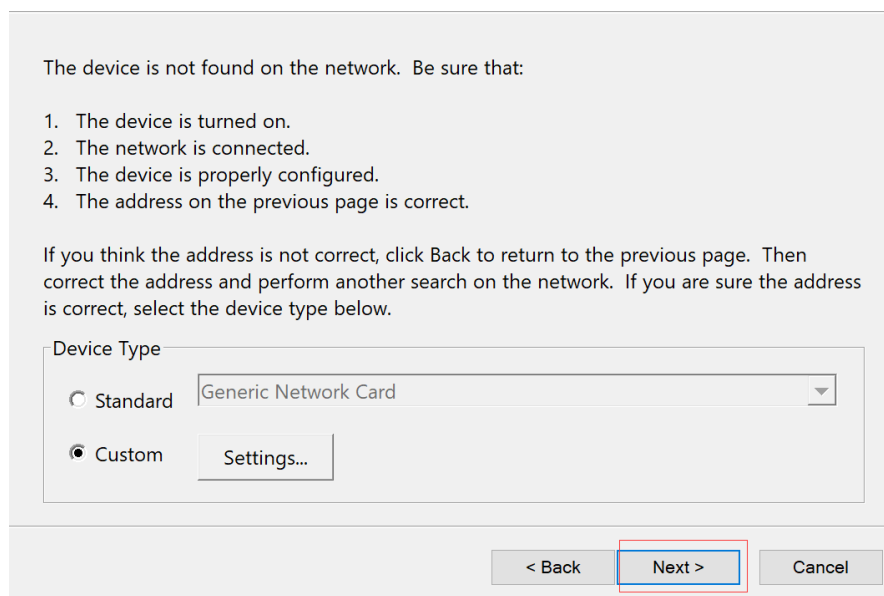 The device is not found on the network.  Be sure that:
1.  The device is turned on.
2.  The network is connected.
3.  The device is properly configured.
4.  The address on the previous page is correct.
If you think the address is not correct, click Back to return to the previous page.  Then
correct the address and perform another search on the network.  If you are sure the address
is correct, select the device type below.
Device Type
Standard
Generic Network Card
Custom
Settings...
< Back
Next >
Cancel